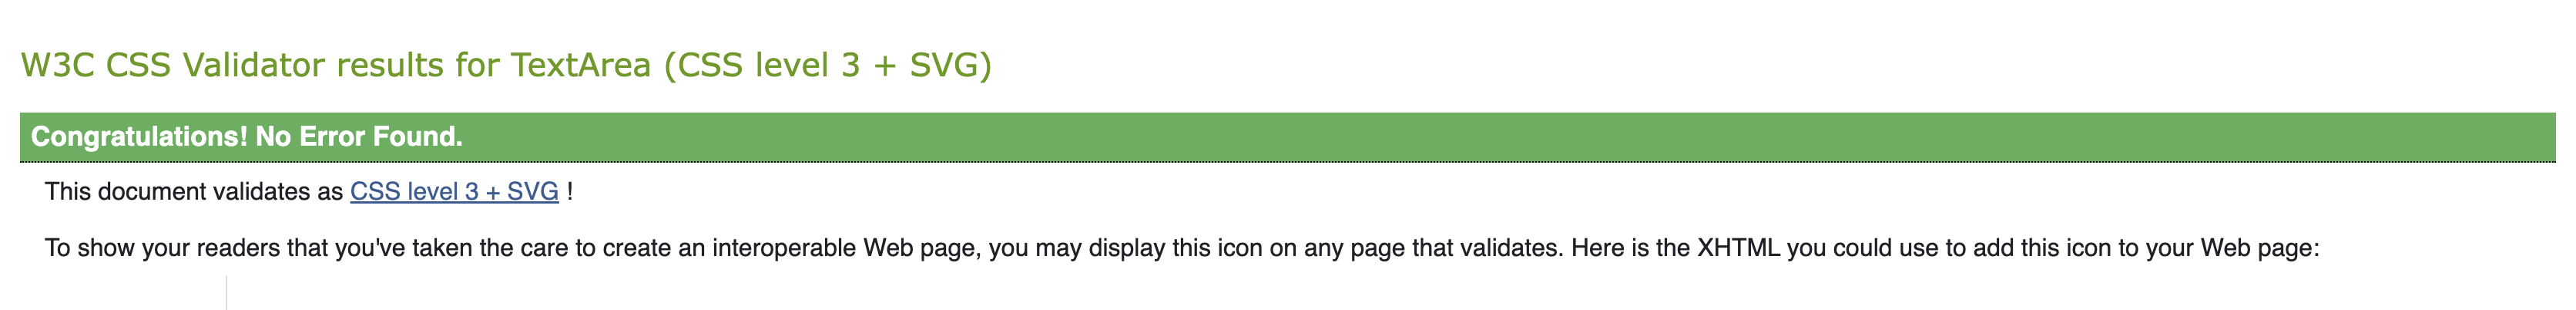 W3C CSS Validator results for TextArea (CSS level 3 + SVG)
Congratulations! No Error Found.
This document validates as CSS level 3 + SVG !
To show your readers that you've taken the care to create an interoperable Web page, you may display this icon on any page that validates. Here is the XHTML you could use to add this icon to your Web page: